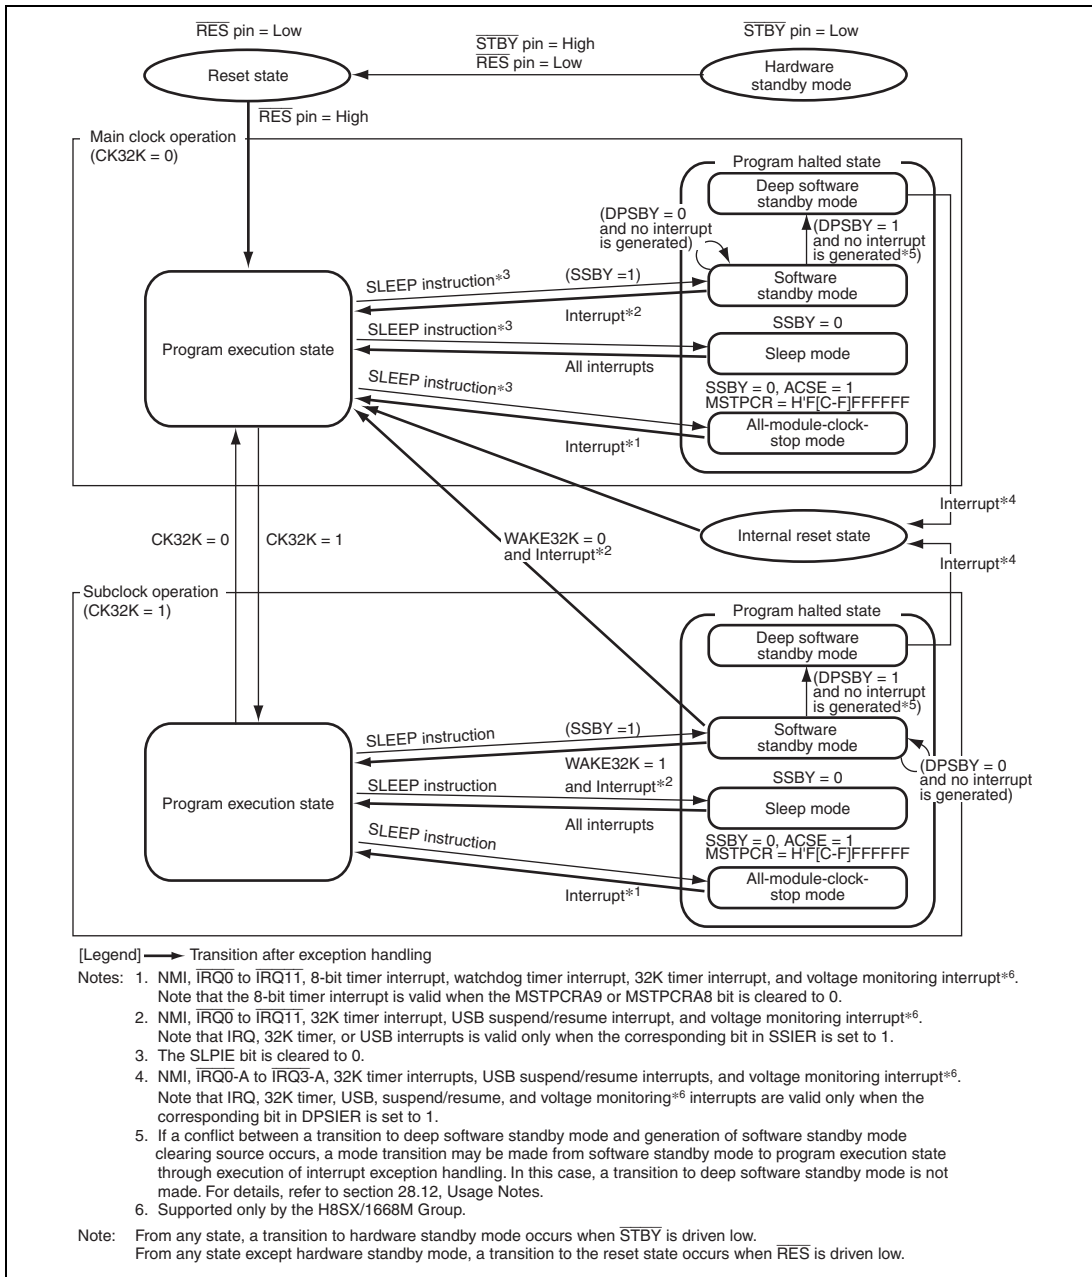 RES pin = Low
STBY pin = High
RES pin = Low
STBY pin = Low
Reset state
Hardware
standby mode
RES pin = High
Main clock operation
(CK32K = 0)
Program halted state
Deep software
standby mode
(DPSBY = 0
and no interrupt
is generated)
(DPSBY = 1
and no interrupt
is generated*5)
SLEEP instruction*3
(SSBY =1)
Software
standby mode
Interrupt*2
SLEEP instruction*3
SSBY = 0
Program execution state
Sleep mode
All interrupts
SLEEP instruction*3
SSBY = 0, ACSE = 1
MSTPCR = H'F[C-F]FFFFFF
All-module-clock-
stop mode
Interrupt*1
Interrupt*4
CK32K = 0
CK32K = 1
WAKE32K = 0
and Interrupt*2
Internal reset state
Interrupt*4
Subclock operation
(CK32K = 1)
Program halted state
Deep software
standby mode
(DPSBY = 1
and no interrupt
is generated*5)
SLEEP instruction
(SSBY =1)
Software
standby mode
(DPSBY = 0
and no interrupt
is generated)
WAKE32K = 1
and Interrupt*2
SLEEP instruction
SSBY = 0
Program execution state
Sleep mode
All interrupts
SLEEP instruction
SSBY = 0, ACSE = 1
MSTPCR = H'F[C-F]FFFFFF
All-module-clock-
stop mode
Interrupt*1
[Legend] Transition after exception handling
Notes: 1. NMI, IRQ0 to IRQ11, 8-bit timer interrupt, watchdog timer interrupt, 32K timer interrupt, and voltage monitoring interrupt*6.
Note that the 8-bit timer interrupt is valid when the MSTPCRA9 or MSTPCRA8 bit is cleared to 0.
2. NMI, IRQ0 to IRQ11, 32K timer interrupt, USB suspend/resume interrupt, and voltage monitoring interrupt*6.
Note that IRQ, 32K timer, or USB interrupts is valid only when the corresponding bit in SSIER is set to 1.
3. The SLPIE bit is cleared to 0.
4. NMI, IRQ0-A to IRQ3-A, 32K timer interrupts, USB suspend/resume interrupts, and voltage monitoring interrupt*6.
Note that IRQ, 32K timer, USB, suspend/resume, and voltage monitoring*6 interrupts are valid only when the
corresponding bit in DPSIER is set to 1.
5. If a conflict between a transition to deep software standby mode and generation of software standby mode
clearing source occurs, a mode transition may be made from software standby mode to program execution state
through execution of interrupt exception handling. In this case, a transition to deep software standby mode is not
made. For details, refer to section 28.12, Usage Notes.
6. Supported only by the H8SX/1668M Group.
Note: From any state, a transition to hardware standby mode occurs when STBY is driven low.
From any state except hardware standby mode, a transition to the reset state occurs when RES is driven low.